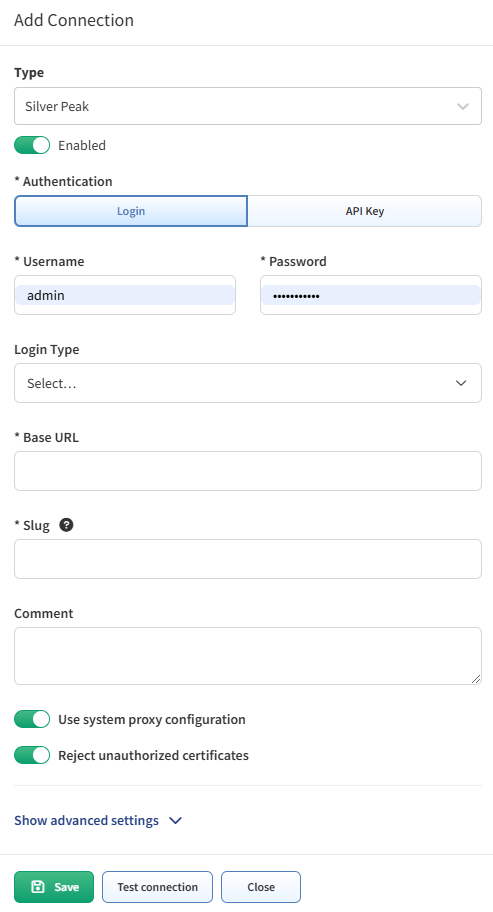 Add Connection
Type
Silver Peak
Enabled
* Authentication
Login API Key
* Username * Password
admin •••••••••••
Login Type
Select...
* Base URL
* Slug ?
Comment
Use system proxy configuration
Reject unauthorized certificates
Show advanced settings
Save Test connection Close